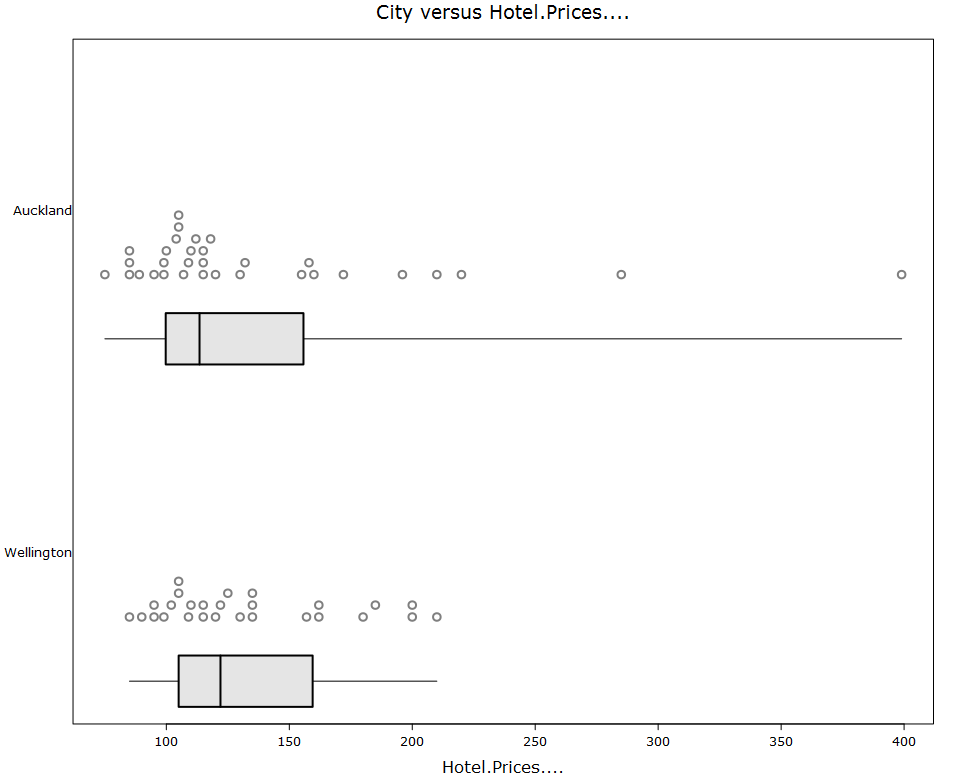 City versus Hotel.Prices....
Auckland
Wellington
100 150 200 250 300 350 400
Hotel.Prices....